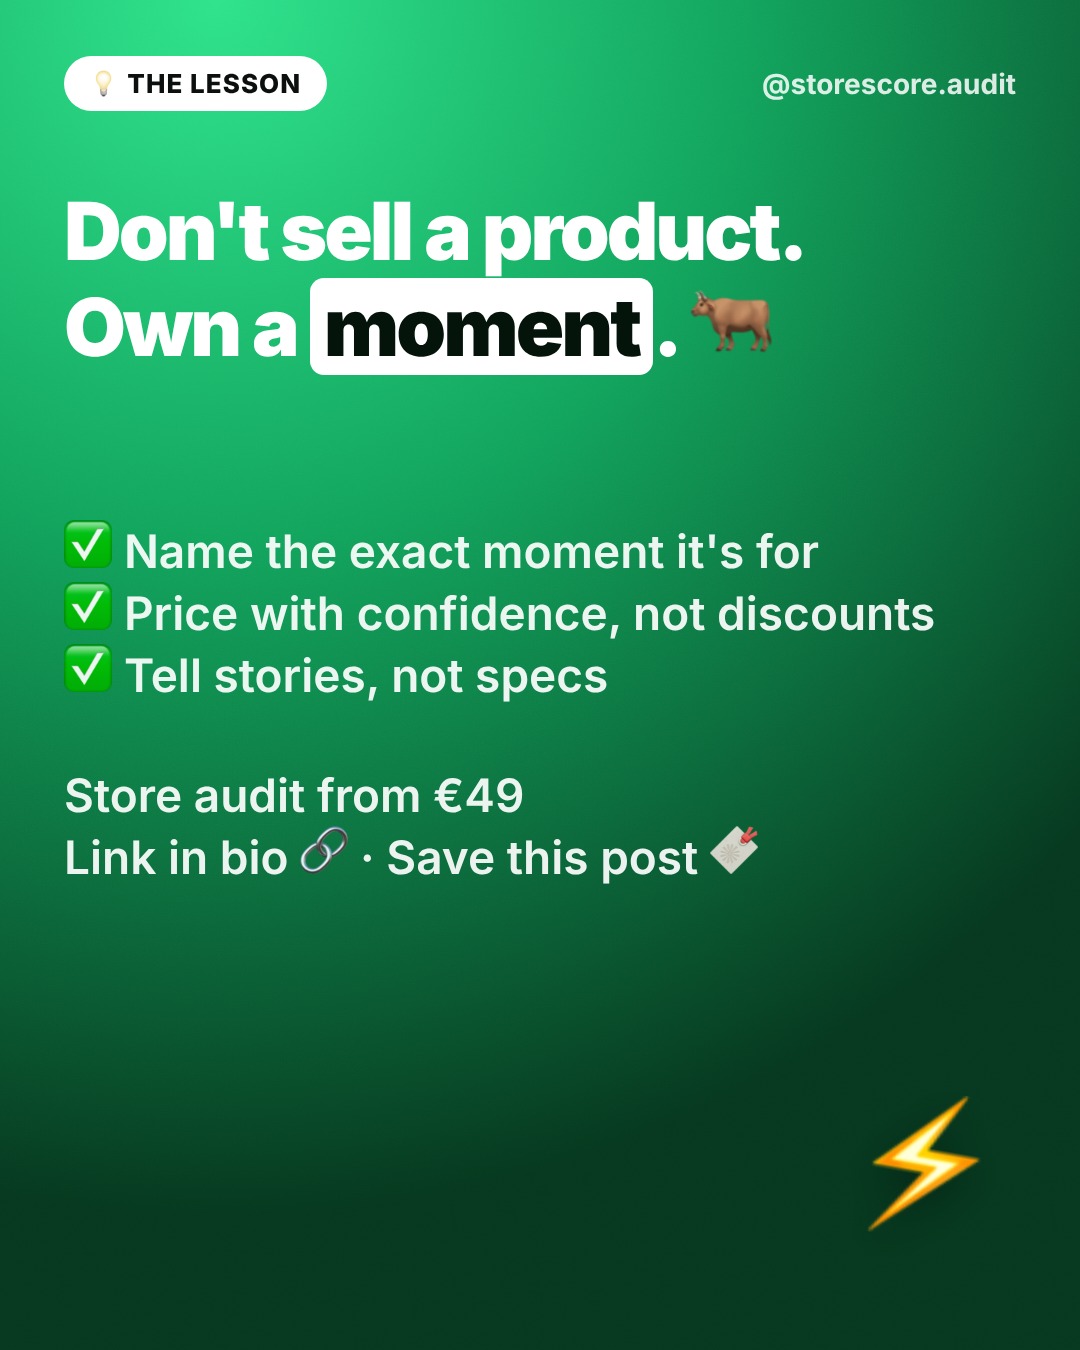 💡 THE LESSON
@storescore.audit
Don't sell a product.
Own a moment. 🐂
✅ Name the exact moment it's for
✅ Price with confidence, not discounts
✅ Tell stories, not specs
Store audit from €49
Link in bio 🔗 · Save this post 🔖
⚡